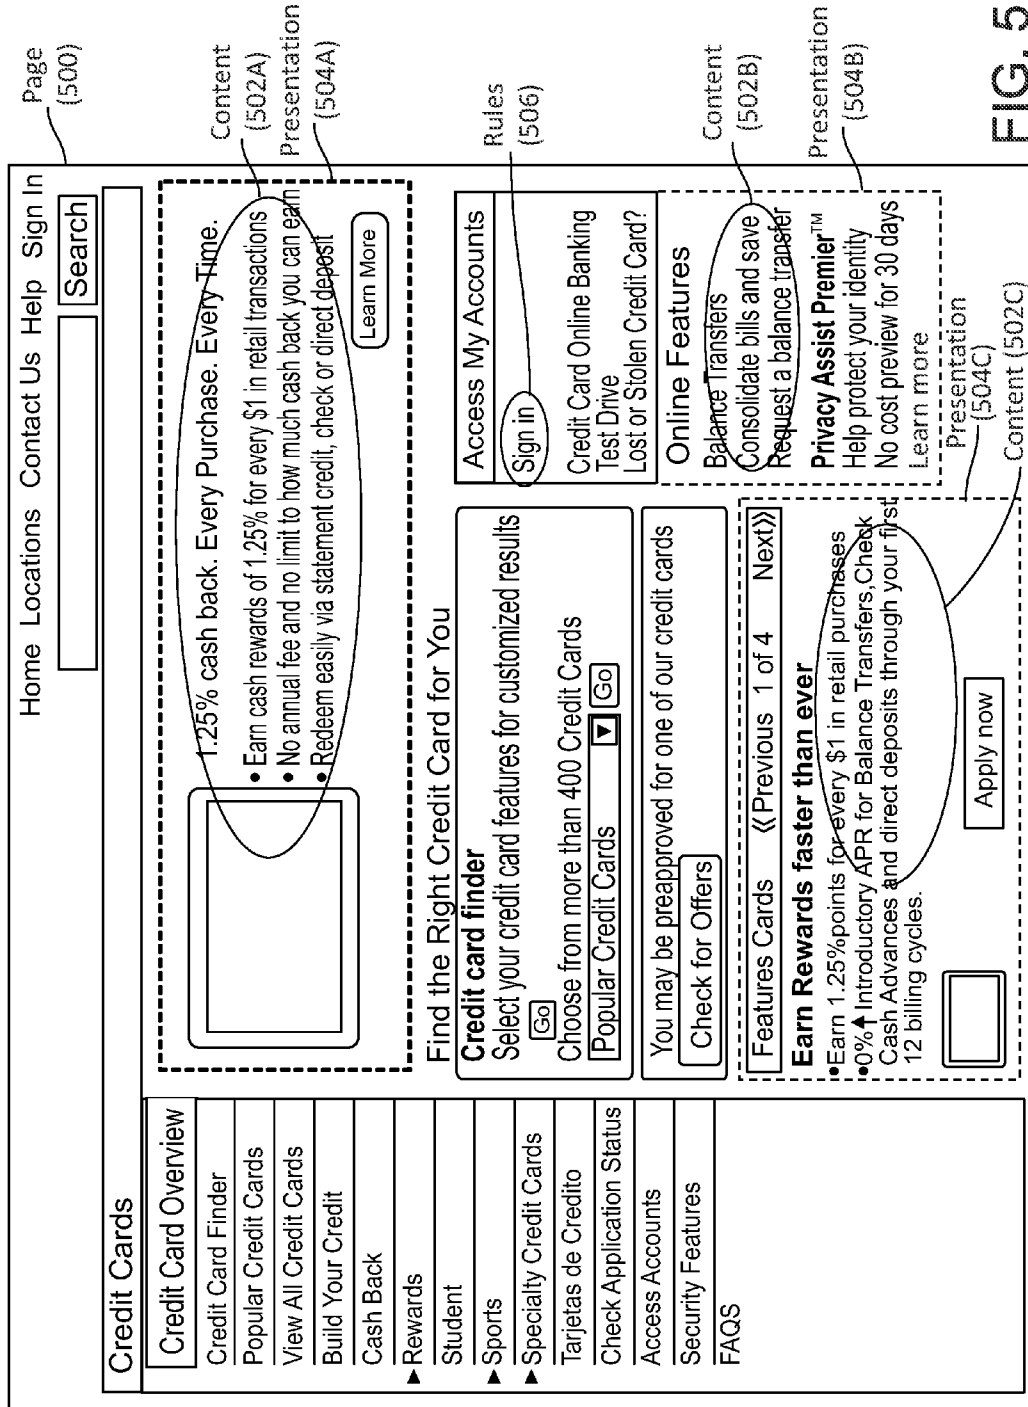 Home Locations Contact Us Help Sign In
Search
Credit Cards
Credit Card Overview
Credit Card Finder
Popular Credit Cards
View All Credit Cards
Build Your Credit
Cash Back
▶Rewards
Student
▶Sports
▶Specialty Credit Cards
Tarjetas de Credito
Check Application Status
Access Accounts
Security Features
FAQS
1.25% cash back. Every Purchase. Every Time.
• Earn cash rewards of 1.25% for every $1 in retail transactions
• No annual fee and no limit to how much cash back you can earn
• Redeem easily via statement credit, check or direct deposit
Learn More
Find the Right Credit Card for You
Credit card finder
Select your credit card features for customized results
Go
Choose from more than 400 Credit Cards
Popular Credit Cards ▼ Go
You may be preapproved for one of our credit cards
Check for Offers
Features Cards 《Previous 1 of 4 Next》
Earn Rewards faster than ever
•Earn 1.25%points for every $1 in retail purchases
•0%↑ Introductory APR for Balance Transfers,Check
Cash Advances and direct deposits through your first
12 billing cycles.
Apply now
Access My Accounts
Sign in
Credit Card Online Banking
Test Drive
Lost or Stolen Credit Card?
Online Features
Balance Transfers
Consolidate bills and save
Request a balance transfer
Privacy Assist Premier™
Help protect your identity
No cost preview for 30 days
Learn more
Page
(500)
Content
(502A)
Presentation
(504A)
Rules
(506)
Content
(502B)
Presentation
(504B)
Presentation
(504C)
Content (502C)
FIG. 5